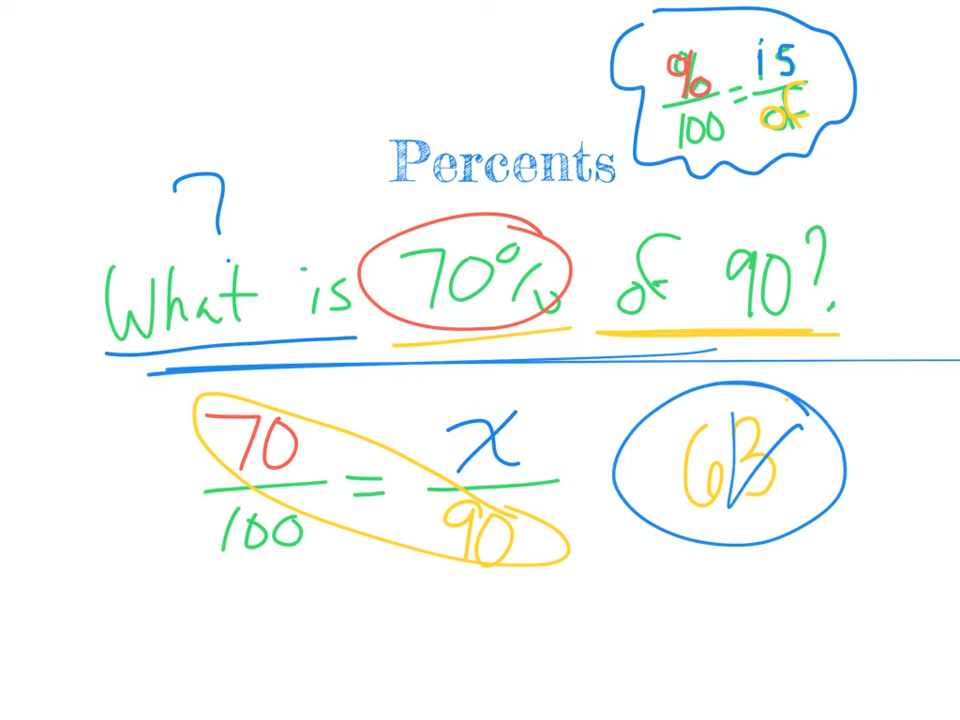 % / 100 = is / of
Percents
?
What is 70% of 90?
70 / 100 = x / 90
63